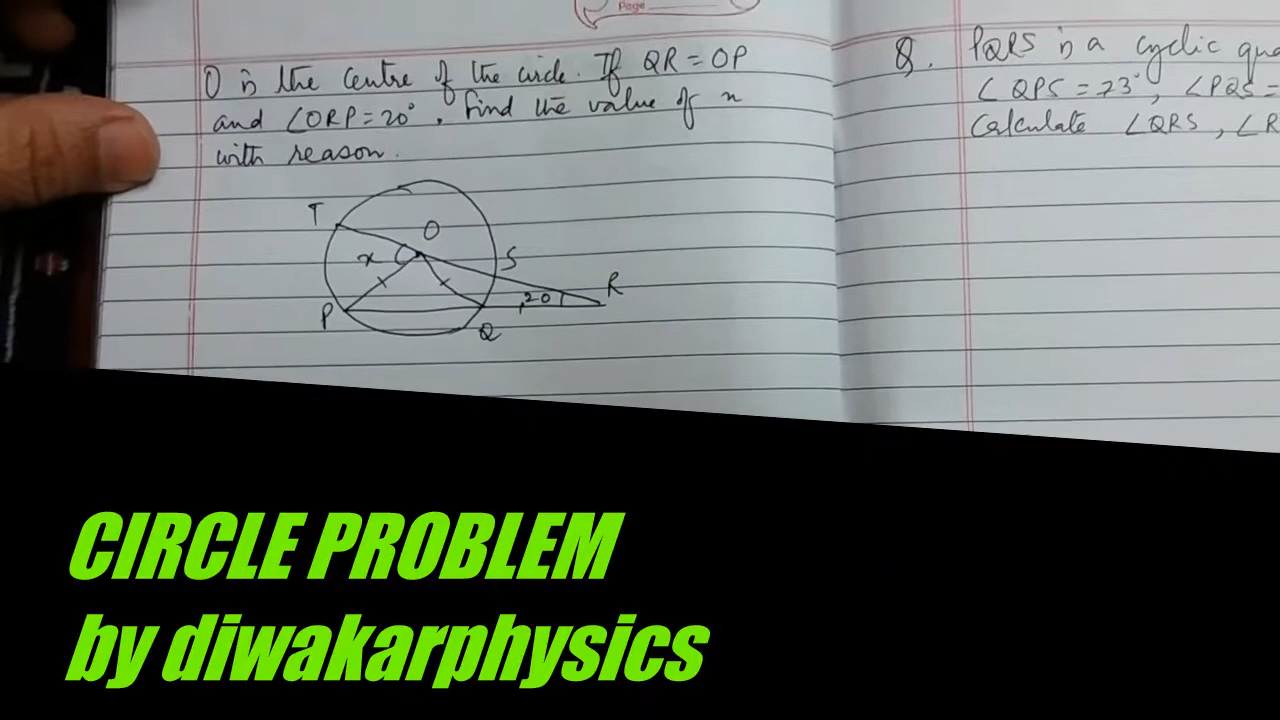 Page
O is the centre of the circle. If QR = OP
and ∠ORP = 20°, find the value of x
with reason.
T
O
x
S
R
20
P
Q
Q. PQRS is a cyclic qua
∠QPS = 73°, ∠PQS =
Calculate ∠QRS, ∠R
CIRCLE PROBLEM
by diwakarphysics